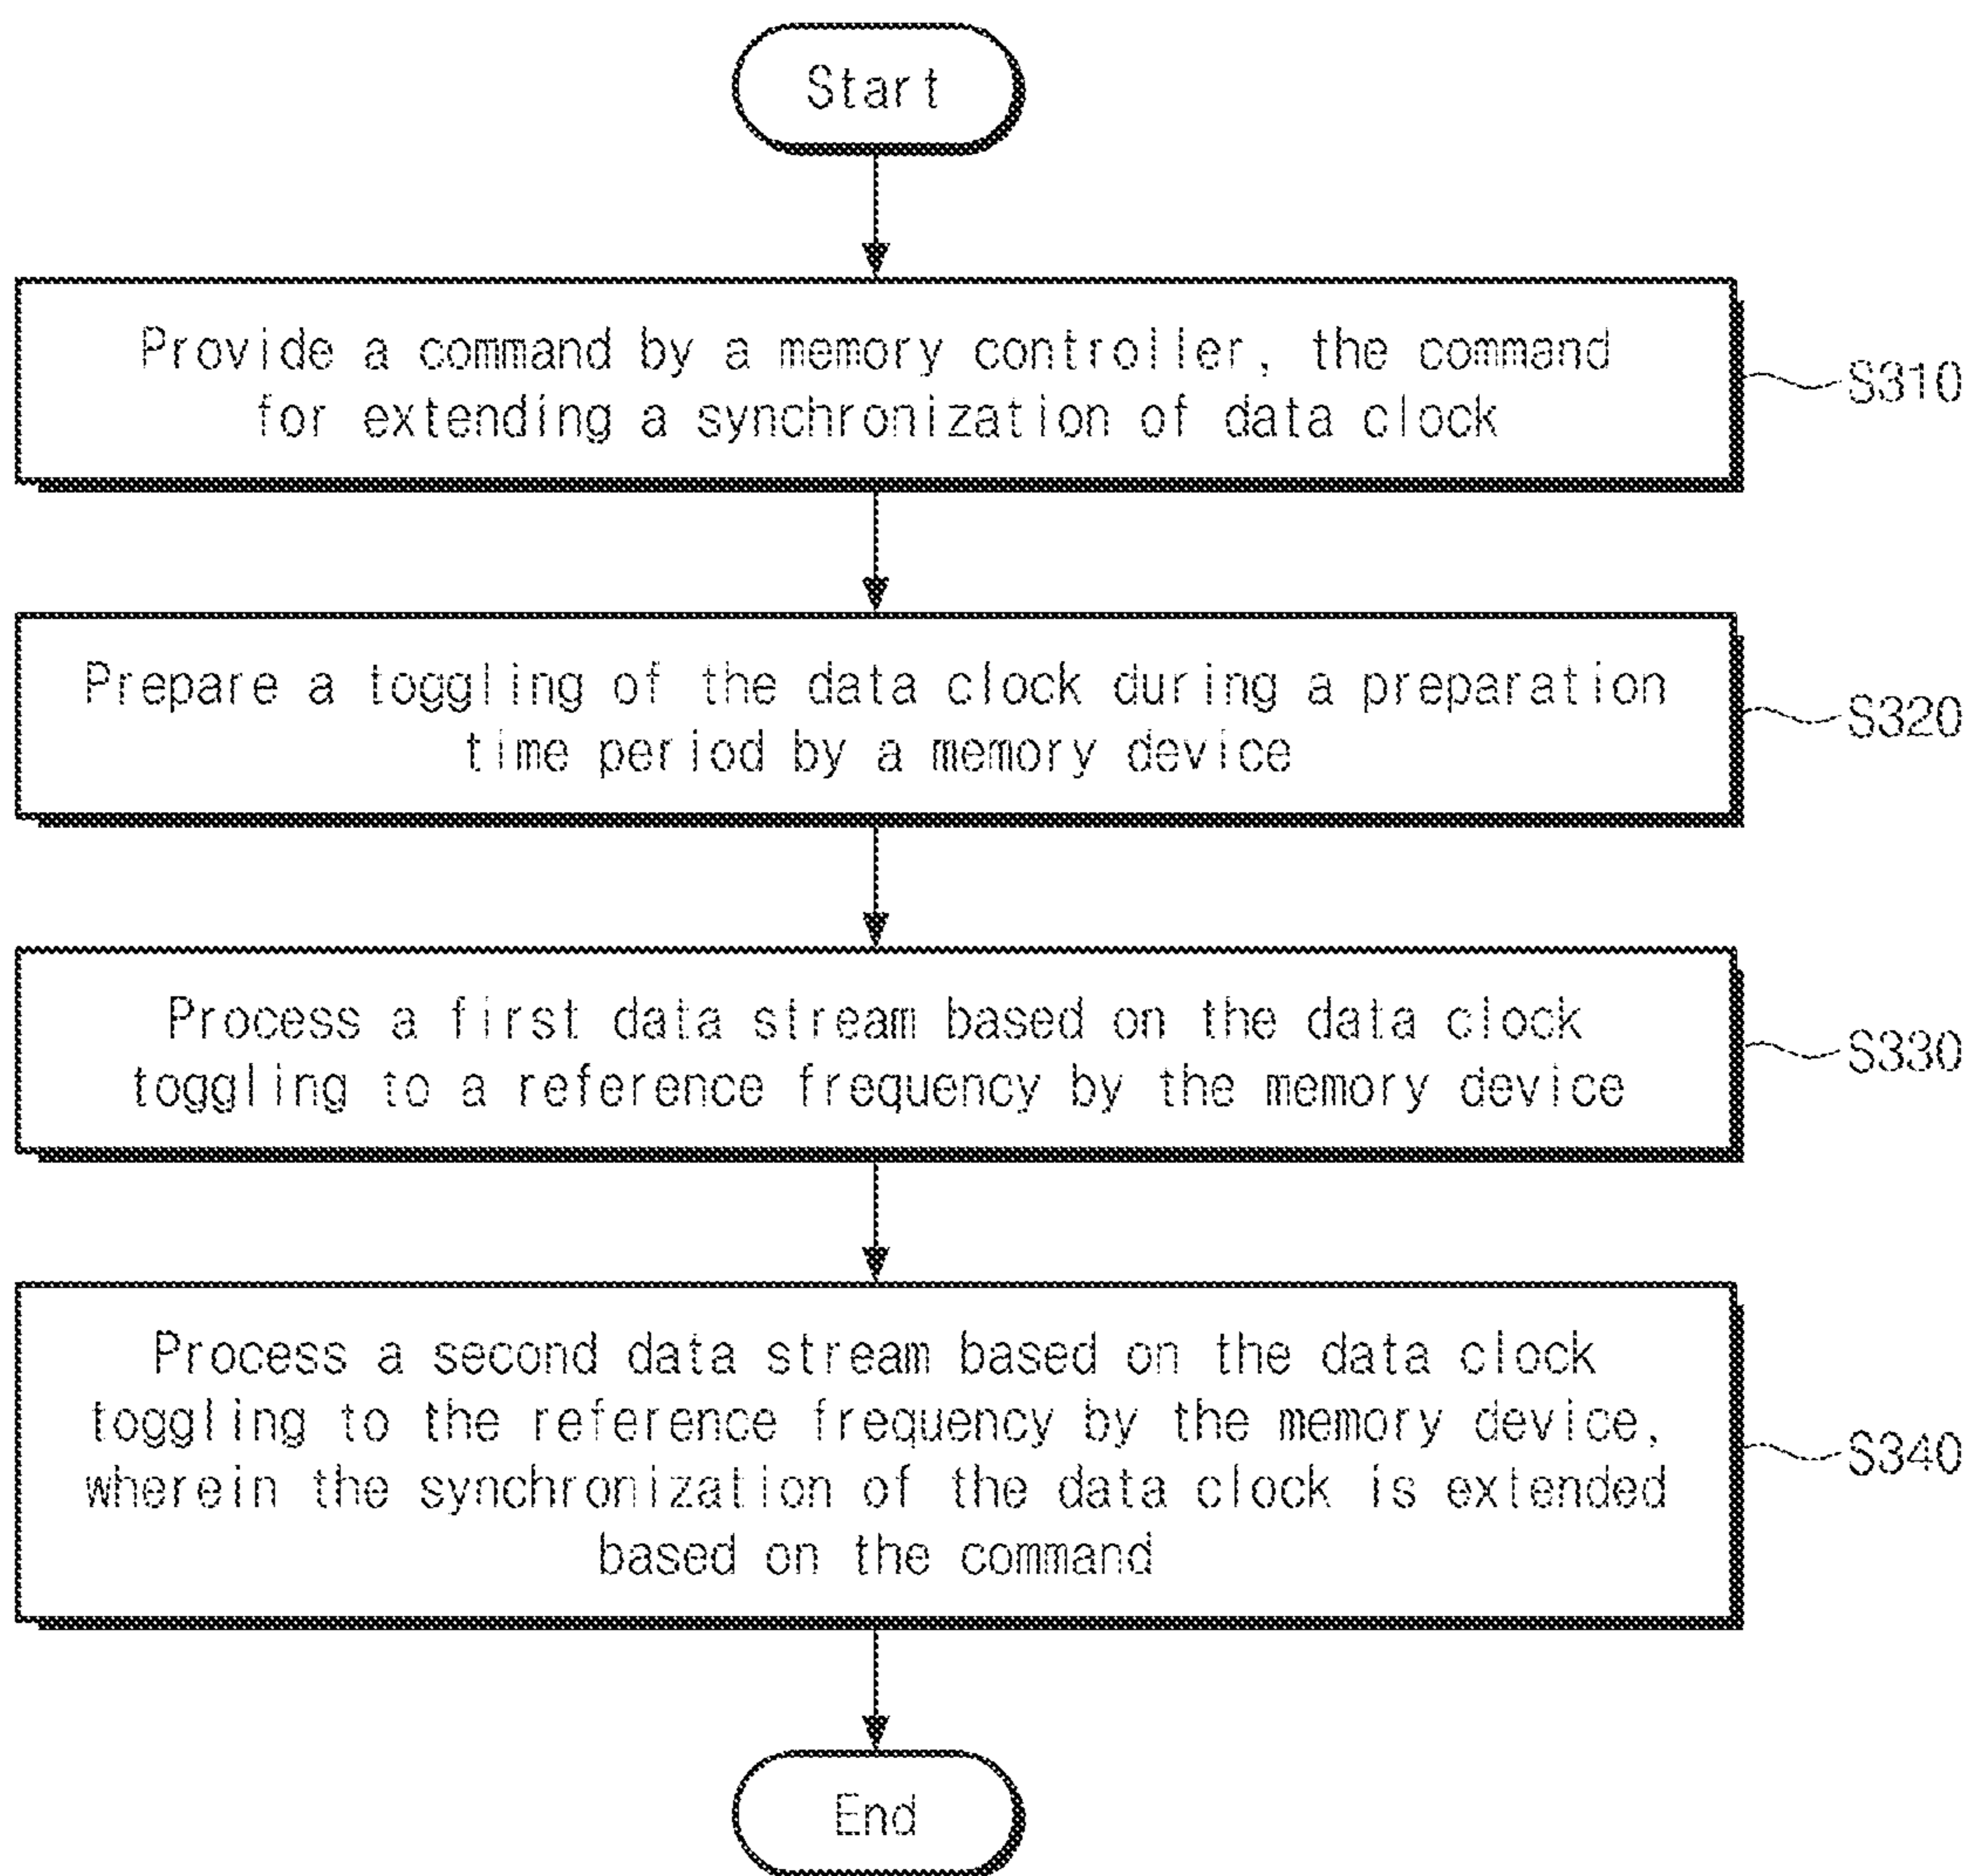 Start
Provide a command by a memory controller, the command
for extending a synchronization of data clock
S310
Prepare a toggling of the data clock during a preparation
time period by a memory device
S320
Process a first data stream based on the data clock
toggling to a reference frequency by the memory device
S330
Process a second data stream based on the data clock
toggling to the reference frequency by the memory device,
wherein the synchronization of the data clock is extended
based on the command
S340
End